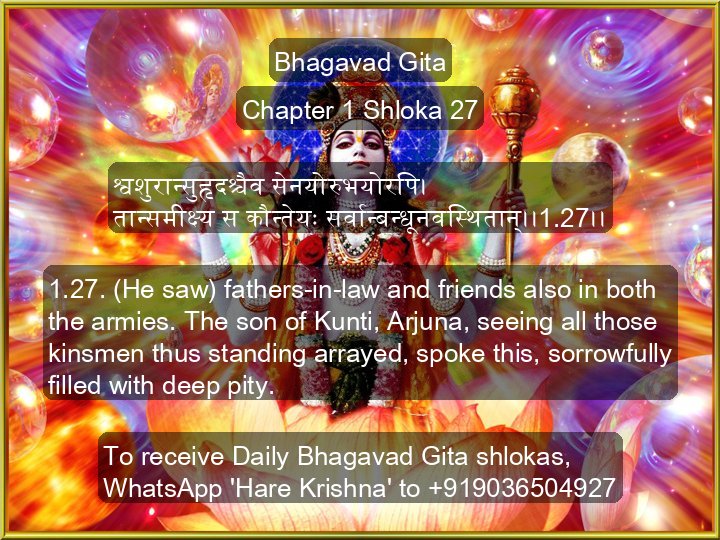 Bhagavad Gita
Chapter 1 Shloka 27
श्वशुरान्सुहृदश्चैव सेनयोरुभयोरपि।
तान्समीक्ष्य स कौन्तेयः सर्वान्बन्धूनवस्थितान्।।1.27।।
1.27. (He saw) fathers-in-law and friends also in both
the armies. The son of Kunti, Arjuna, seeing all those
kinsmen thus standing arrayed, spoke this, sorrowfully
filled with deep pity.
To receive Daily Bhagavad Gita shlokas,
WhatsApp 'Hare Krishna' to +919036504927